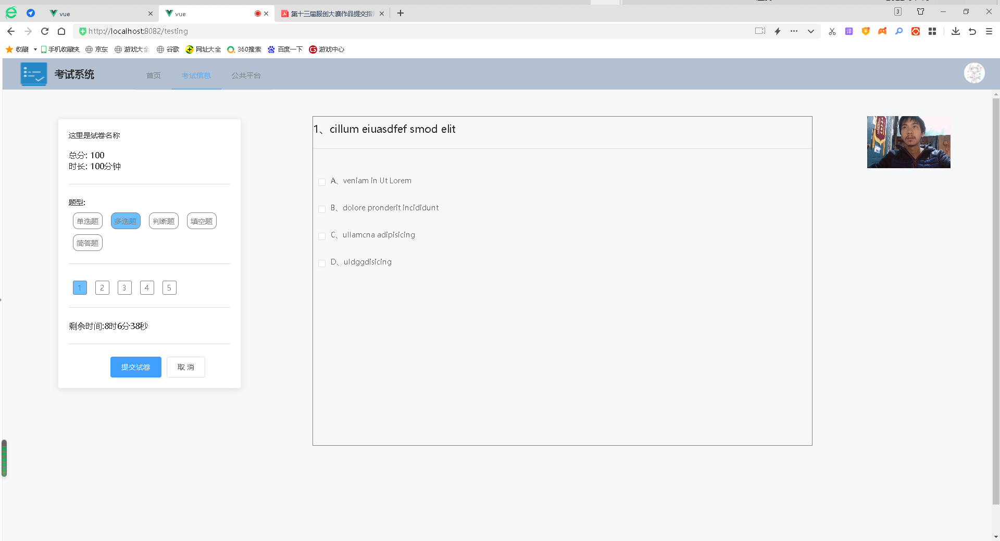 vue
vue
第十三届服创大赛作品提交指
3
http://localhost:8082/testing
译
收藏
手机收藏夹
京东
游戏大全
谷歌
网址大全
360搜索
百度一下
游戏中心
考试系统
首页
考试信息
公共平台
这里是试卷名称
总分: 100
时长: 100分钟
题型:
单选题
多选题
判断题
填空题
简答题
1
2
3
4
5
剩余时间:8时6分38秒
提交试卷
取 消
1、cillum eiuasdfef smod elit
A、veniam in Ut Lorem
B、dolore pronderit incididunt
C、ullamcna adipisicing
D、uldggdisicing